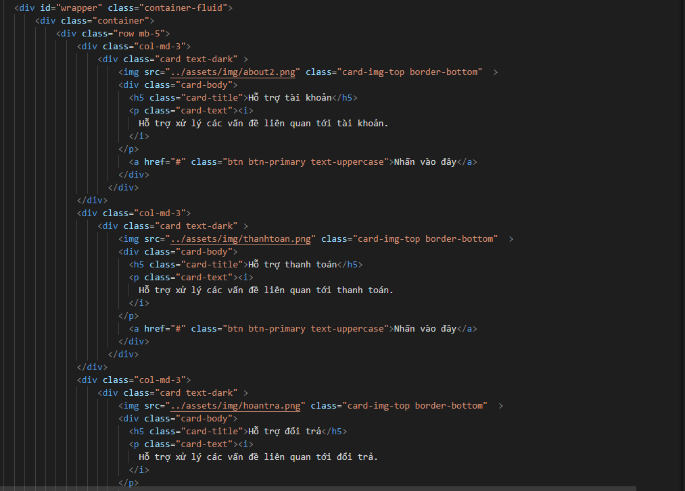 <div id="wrapper" class="container-fluid">
<div class="container">
<div class="row mb-5">
<div class="col-md-3">
<div class="card text-dark" >
<img src="../assets/img/about2.png" class="card-img-top border-bottom"  >
<div class="card-body">
<h5 class="card-title">Hỗ trợ tài khoản</h5>
<p class="card-text"><i>
Hỗ trợ xử lý các vấn đề liên quan tới tài khoản.
</i>
</p>
<a href="#" class="btn btn-primary text-uppercase">Nhấn vào đây</a>
</div>
</div>
</div>
<div class="col-md-3">
<div class="card text-dark" >
<img src="../assets/img/thanhtoan.png" class="card-img-top border-bottom"  >
<div class="card-body">
<h5 class="card-title">Hỗ trợ thanh toán</h5>
<p class="card-text"><i>
Hỗ trợ xử lý các vấn đề liên quan tới thanh toán.
</i>
</p>
<a href="#" class="btn btn-primary text-uppercase">Nhấn vào đây</a>
</div>
</div>
</div>
<div class="col-md-3">
<div class="card text-dark" >
<img src="../assets/img/hoantra.png" class="card-img-top border-bottom"  >
<div class="card-body">
<h5 class="card-title">Hỗ trợ đổi trả</h5>
<p class="card-text"><i>
Hỗ trợ xử lý các vấn đề liên quan tới đổi trả.
</i>
</p>